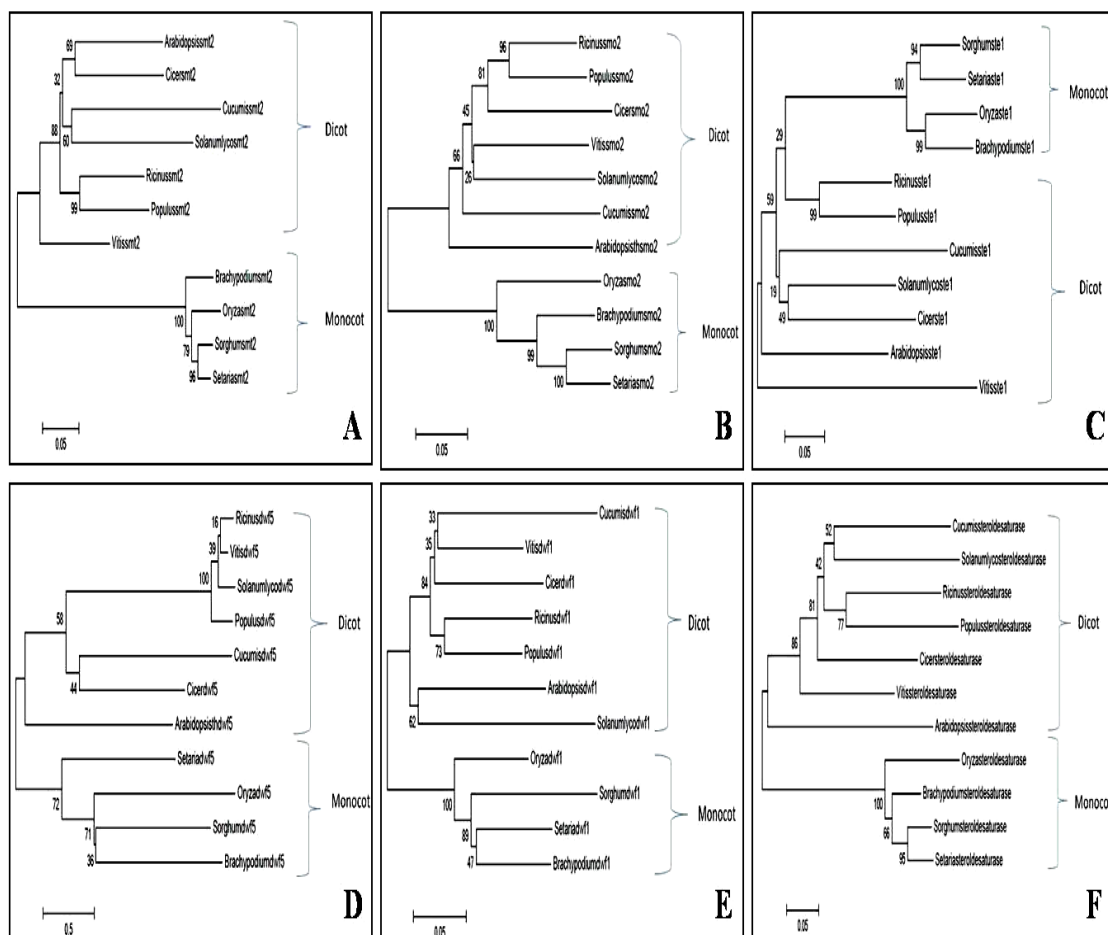 69
Arabidopsissmt2
Cicersmt2
32
Cucumissmt2
88
60
Solanumlycosmt2
Ricinussmt2
99
Populussmt2
Vitissmt2
Dicot
Brachypodiumsmt2
100
Oryzasmt2
79
Sorghumsmt2
96
Setariasmt2
Monocot
0.05
A
96
Ricinussmo2
Populussmo2
81
Cicersmo2
45
Vitissmo2
66
26
Solanumlycosmo2
Cucumissmo2
Arabidopsisthsmo2
Dicot
Oryzasmo2
100
Brachypodiumsmo2
99
Sorghumsmo2
100
Setariasmo2
Monocot
0.05
B
94
Sorghumste1
100
Setariaste1
Oryzaste1
99
Brachypodiumste1
Monocot
29
Ricinusste1
59
99
Populusste1
Cucumisste1
19
Solanumlycoste1
49
Cicerste1
Arabidopsisste1
Vitisste1
Dicot
0.05
C
16
Ricinusdwf5
39
Vitisdwf5
100
Solanumlycodwf5
Populusdwf5
58
Cucumisdwf5
44
Cicerdwf5
Arabidopsisthdwf5
Dicot
Setariadwf5
72
Oryzadwf5
71
Sorghumdwf5
36
Brachypodiumdwf5
Monocot
0.5
D
33
Cucumisdwf1
35
Vitisdwf1
84
Cicerdwf1
Ricinusdwf1
73
Populusdwf1
Arabidopsisdwf1
62
Solanumlycodwf1
Dicot
Oryzadwf1
100
Sorghumdwf1
89
Setariadwf1
47
Brachypodiumdwf1
Monocot
0.05
E
52
Cucumissteroldesaturase
42
Solanumlycosteroldesaturase
81
Ricinussteroldesaturase
77
Populussteroldesaturase
86
Cicersteroldesaturase
Vitissteroldesaturase
Arabidopsissteroldesaturase
Dicot
Oryzasteroldesaturase
100
Brachypodiumsteroldesaturase
66
Sorghumsteroldesaturase
95
Setariasteroldesaturase
Monocot
0.05
F